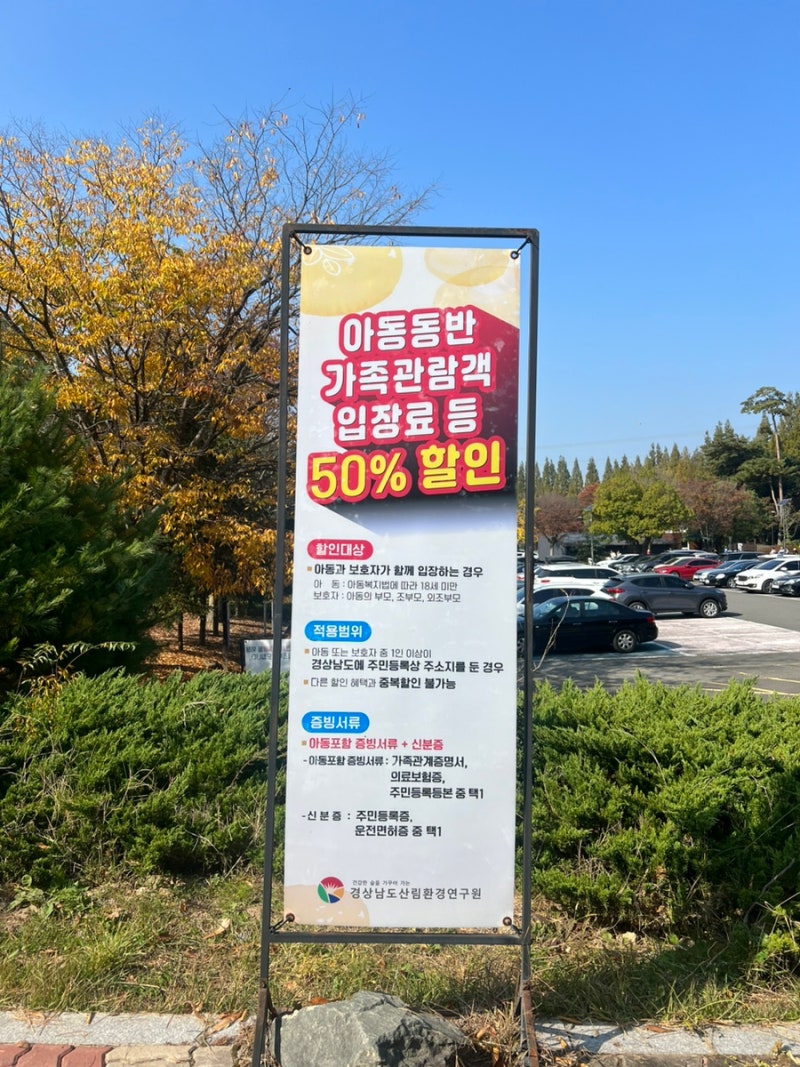 아동동반
가족관람객
입장료 등
50% 할인
할인대상
아동과 보호자가 함께 입장하는 경우
아 동 : 아동복지법에 따라 18세 미만
보호자 : 아동의 부모, 조부모, 외조부모
적용범위
아동 또는 보호자 중 1인 이상이
경상남도에 주민등록상 주소지를 둔 경우
다른 할인 혜택과 중복할인 불가능
증빙서류
아동포함 증빙서류 + 신분증
-아동포함 증빙서류 : 가족관계증명서,
의료보험증,
주민등록등본 중 택1
-신 분 증 : 주민등록증,
운전면허증 중 택1
건강한 숲을 가꾸어 가는
경상남도산림환경연구원